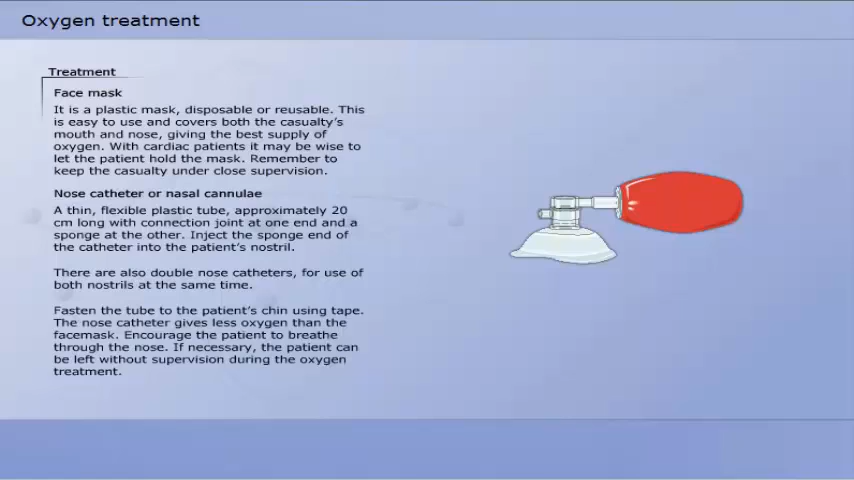 Oxygen treatment
Treatment
Face mask
It is a plastic mask, disposable or reusable. This
is easy to use and covers both the casualty's
mouth and nose, giving the best supply of
oxygen. With cardiac patients it may be wise to
let the patient hold the mask. Remember to
keep the casualty under close supervision.
Nose catheter or nasal cannulae
A thin, flexible plastic tube, approximately 20
cm long with connection joint at one end and a
sponge at the other. Inject the sponge end of
the catheter into the patient's nostril.
There are also double nose catheters, for use of
both nostrils at the same time.
Fasten the tube to the patient's chin using tape.
The nose catheter gives less oxygen than the
facemask. Encourage the patient to breathe
through the nose. If necessary, the patient can
be left without supervision during the oxygen
treatment.